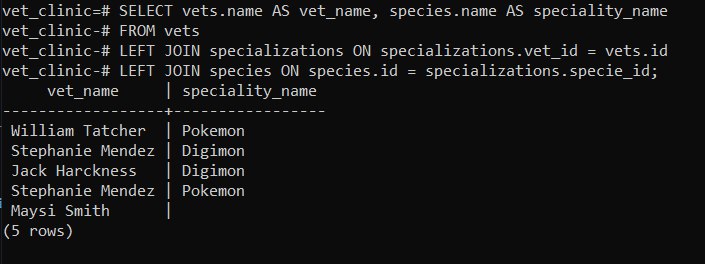 vet_clinic=# SELECT vets.name AS vet_name, species.name AS speciality_name
vet_clinic-# FROM vets
vet_clinic-# LEFT JOIN specializations ON specializations.vet_id = vets.id
vet_clinic-# LEFT JOIN species ON species.id = specializations.specie_id;
     vet_name     | speciality_name
------------------+-----------------
 William Tatcher  | Pokemon
 Stephanie Mendez | Digimon
 Jack Harckness   | Digimon
 Stephanie Mendez | Pokemon
 Maysi Smith      |
(5 rows)